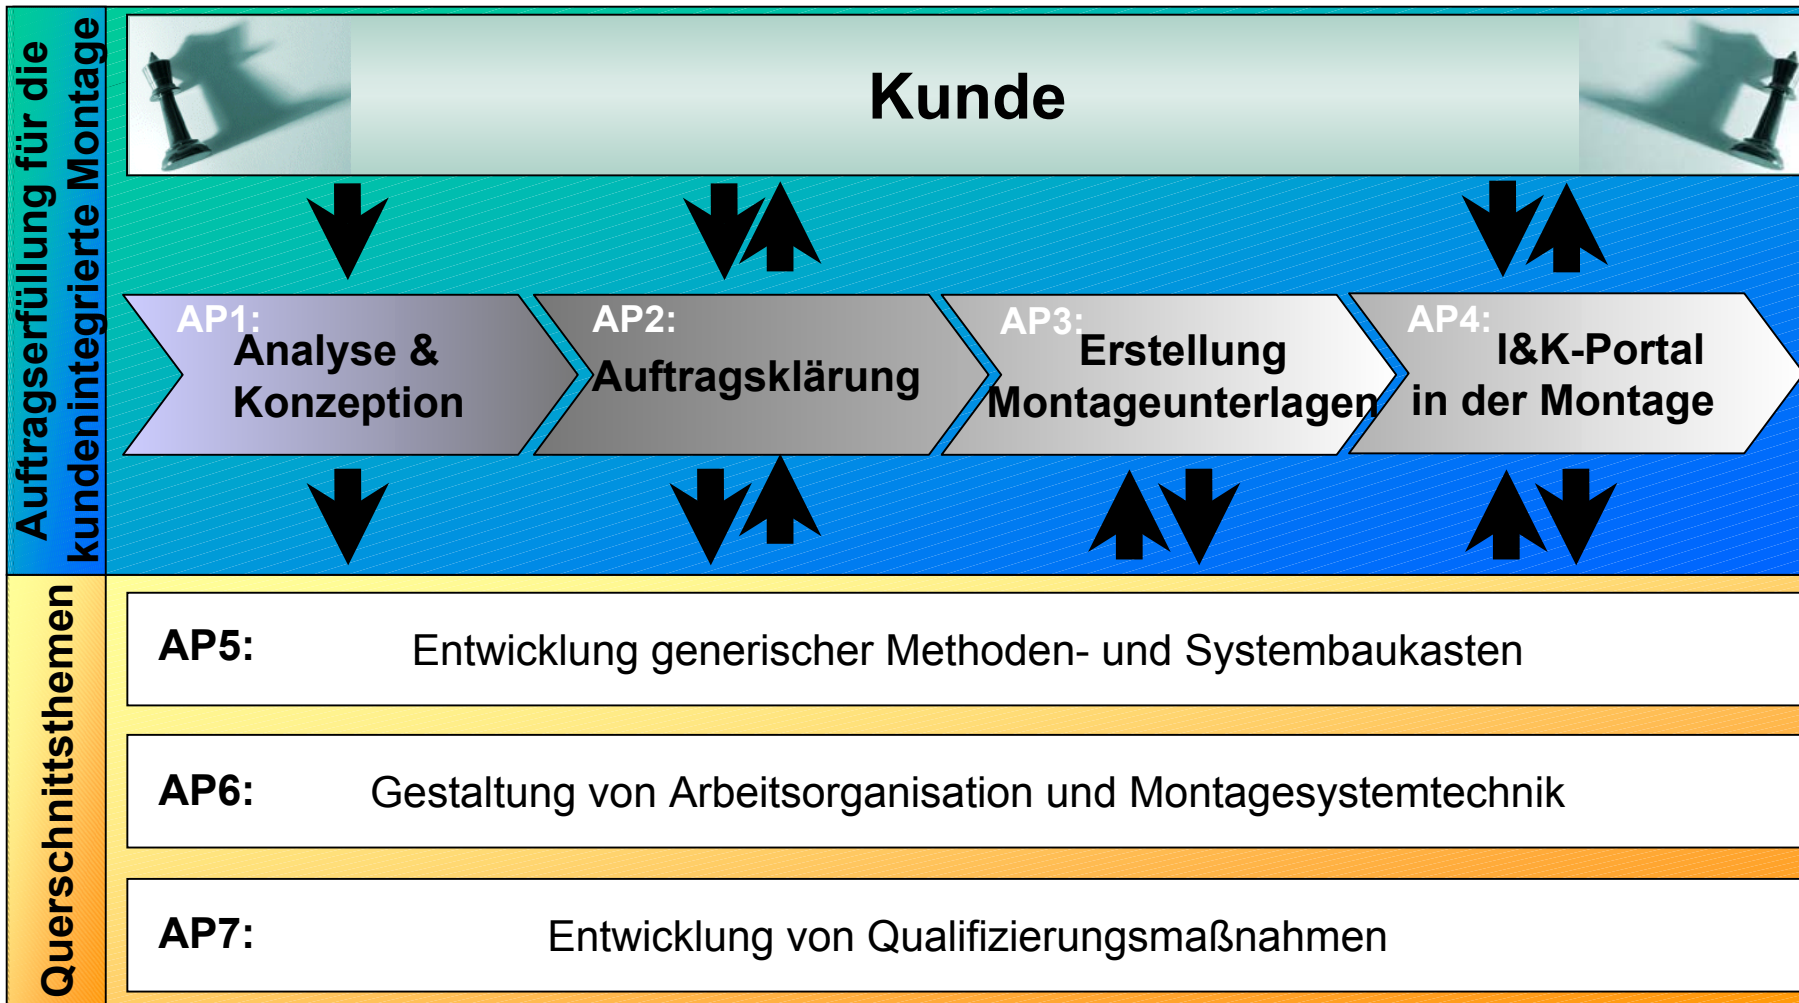 Auftragserfüllung für die
kundenintegrierte Montage
Kunde
AP1:
Analyse &
Konzeption
AP2:
Auftragsklärung
AP3:
Erstellung
Montageunterlagen
AP4:
I&K-Portal
in der Montage
Querschnittsthemen
AP5: Entwicklung generischer Methoden- und Systembaukasten
AP6: Gestaltung von Arbeitsorganisation und Montagesystemtechnik
AP7: Entwicklung von Qualifizierungsmaßnahmen